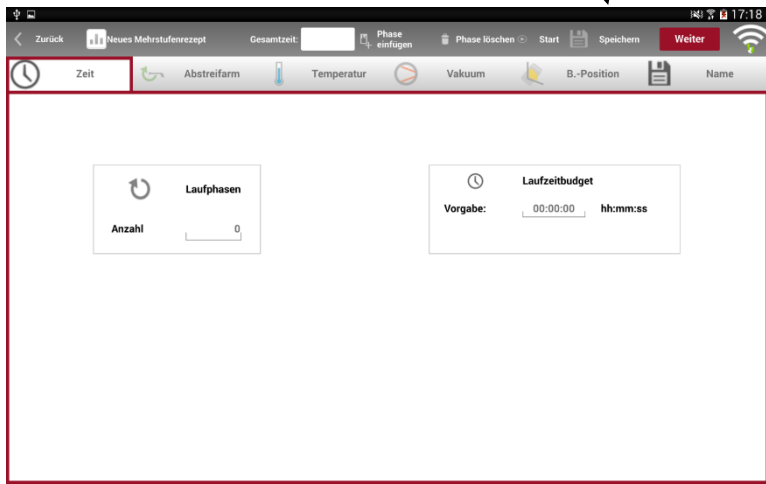 17:18
Zurück
Neues Mehrstufenrezept
Gesamtzeit:
Phase
einfügen
Phase löschen
Start
Speichern
Weiter
Zeit
Abstreifarm
Temperatur
Vakuum
B.-Position
Name
Laufphasen
Anzahl
0
Laufzeitbudget
Vorgabe:
00:00:00
hh:mm:ss